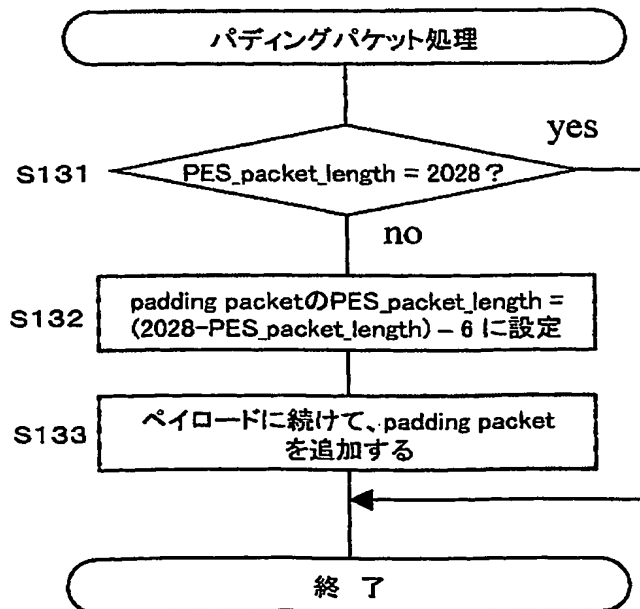 パディングパケット処理
yes
S131
PES_packet_length = 2028？
no
S132
padding packetのPES_packet_length =
(2028-PES_packet_length) – 6 に設定
S133
ペイロードに続けて、padding packet
を追加する
終 了